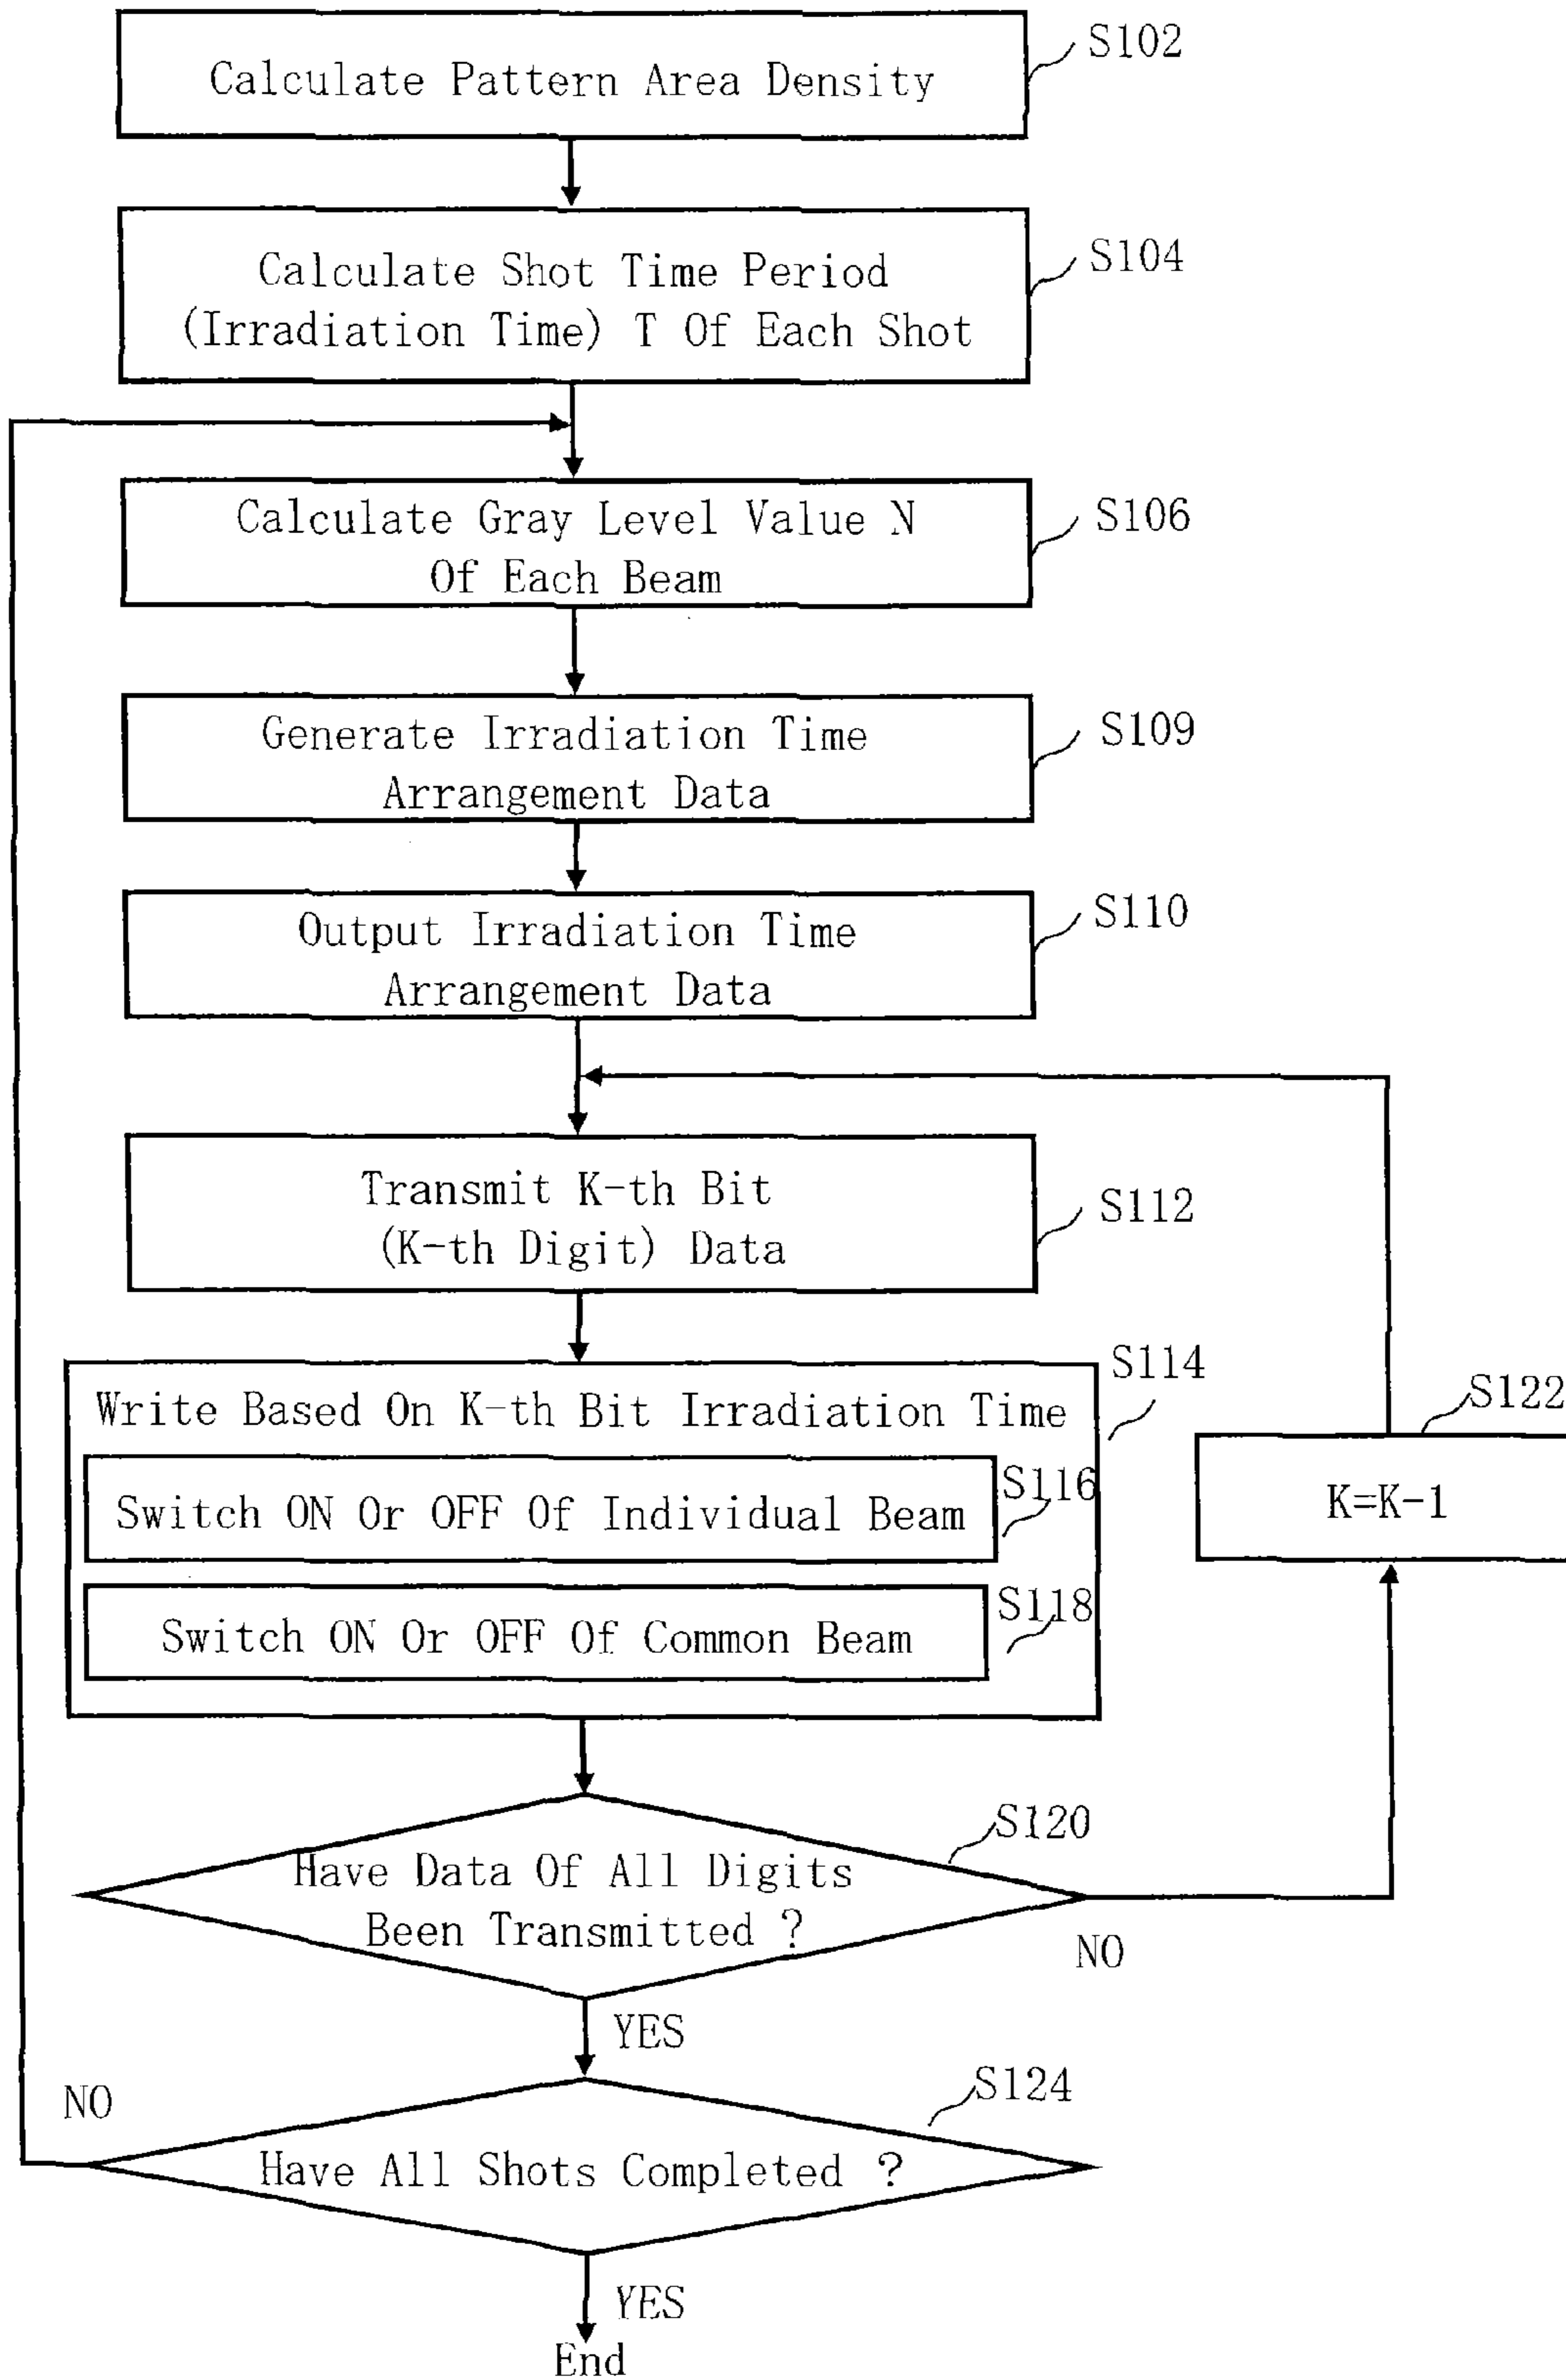 Calculate Pattern Area Density
S102
Calculate Shot Time Period
(Irradiation Time) T Of Each Shot
S104
Calculate Gray Level Value N
Of Each Beam
S106
Generate Irradiation Time
Arrangement Data
S109
Output Irradiation Time
Arrangement Data
S110
Transmit K-th Bit
(K-th Digit) Data
S112
Write Based On K-th Bit Irradiation Time
S114
Switch ON Or OFF Of Individual Beam
S116
Switch ON Or OFF Of Common Beam
S118
S122
K=K-1
Have Data Of All Digits
Been Transmitted ?
S120
NO
YES
Have All Shots Completed ?
S124
NO
YES
End